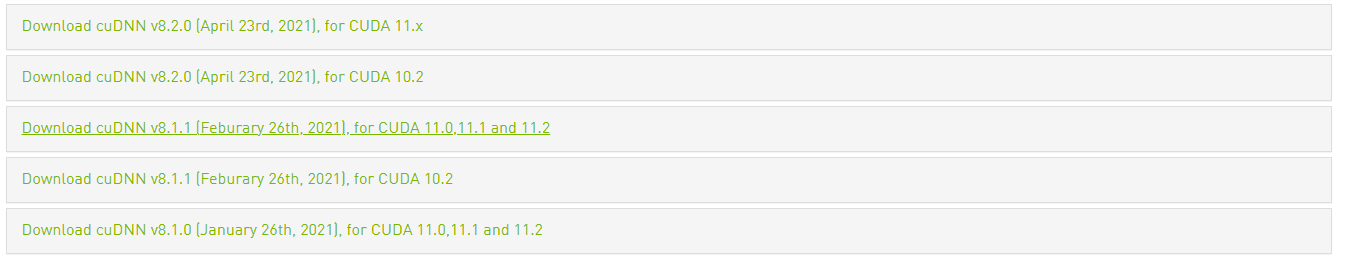 Download cuDNN v8.2.0 (April 23rd, 2021), for CUDA 11.x
Download cuDNN v8.2.0 (April 23rd, 2021), for CUDA 10.2
Download cuDNN v8.1.1 (Feburary 26th, 2021), for CUDA 11.0,11.1 and 11.2
Download cuDNN v8.1.1 (Feburary 26th, 2021), for CUDA 10.2
Download cuDNN v8.1.0 (January 26th, 2021), for CUDA 11.0,11.1 and 11.2